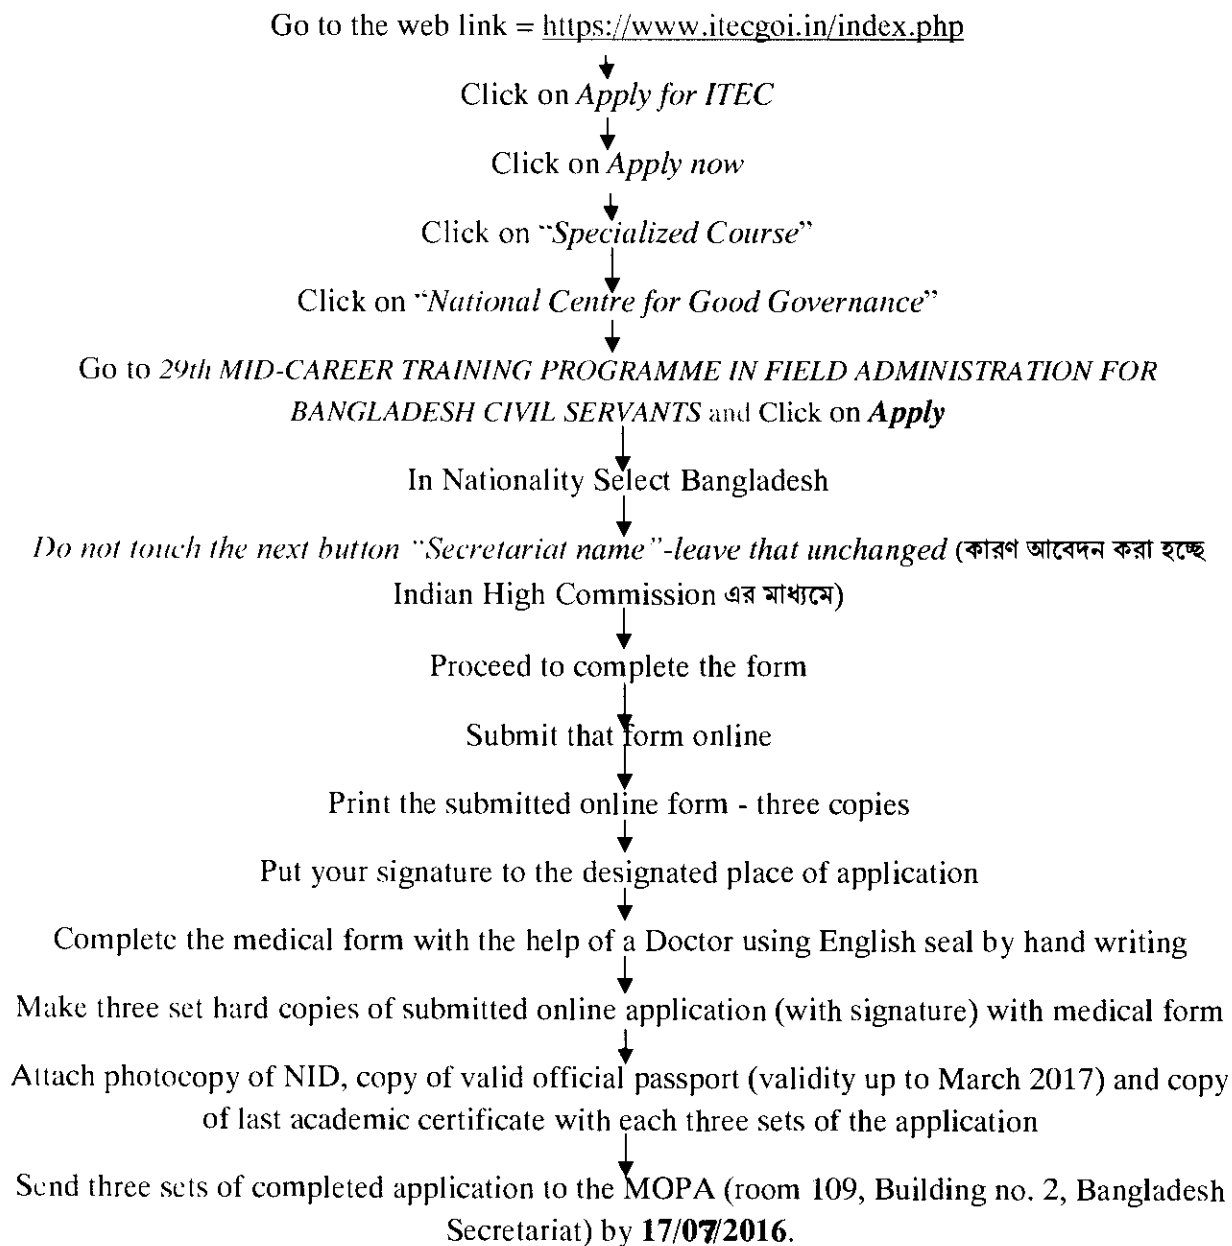 Go to the web link = https://www.itecgoi.in/index.php
Click on Apply for ITEC
Click on Apply now
Click on “Specialized Course”
Click on “National Centre for Good Governance”
Go to 29th MID-CAREER TRAINING PROGRAMME IN FIELD ADMINISTRATION FOR
BANGLADESH CIVIL SERVANTS and Click on Apply
In Nationality Select Bangladesh
Do not touch the next button “Secretariat name”-leave that unchanged (কারণ আবেদন করা হচ্ছে
Indian High Commission এর মাধ্যমে)
Proceed to complete the form
Submit that form online
Print the submitted online form - three copies
Put your signature to the designated place of application
Complete the medical form with the help of a Doctor using English seal by hand writing
Make three set hard copies of submitted online application (with signature) with medical form
Attach photocopy of NID, copy of valid official passport (validity up to March 2017) and copy
of last academic certificate with each three sets of the application
Send three sets of completed application to the MOPA (room 109, Building no. 2, Bangladesh
Secretariat) by 17/07/2016.